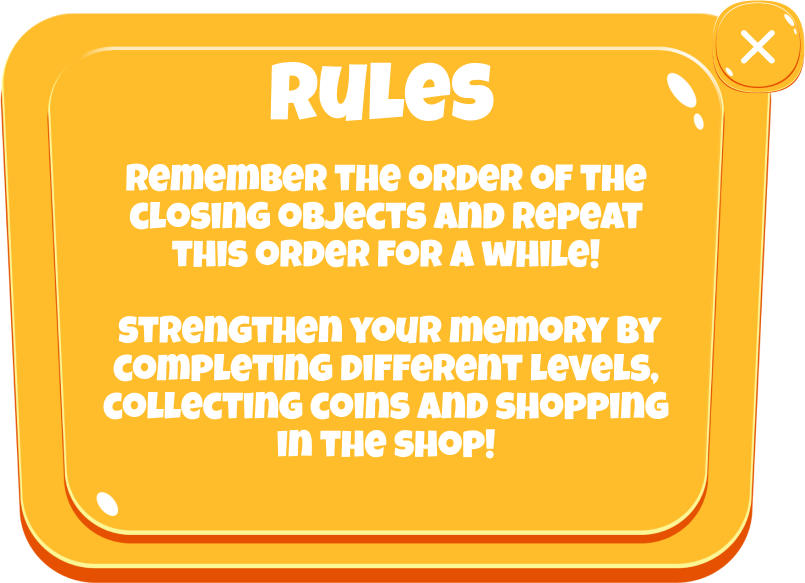 Rules
Remember the order of the
closing objects and repeat
this order for a while!
Strengthen your memory by
completing different levels,
collecting coins and shopping
in the shop!